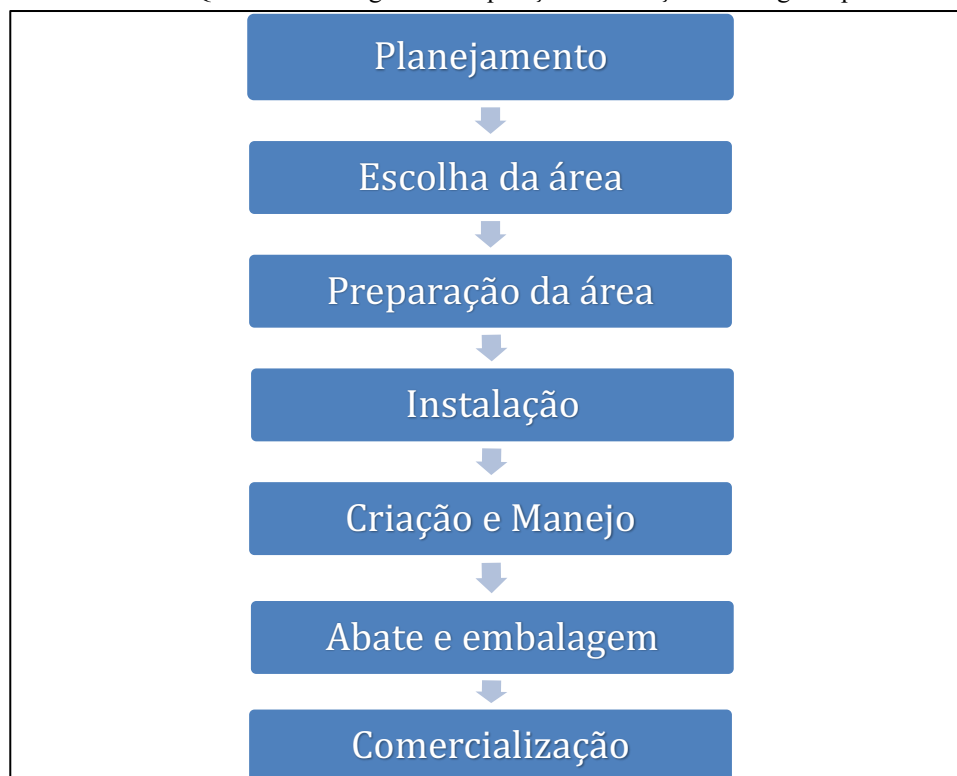 Planejamento
Escolha da área
Preparação da área
Instalação
Criação e Manejo
Abate e embalagem
Comercialização